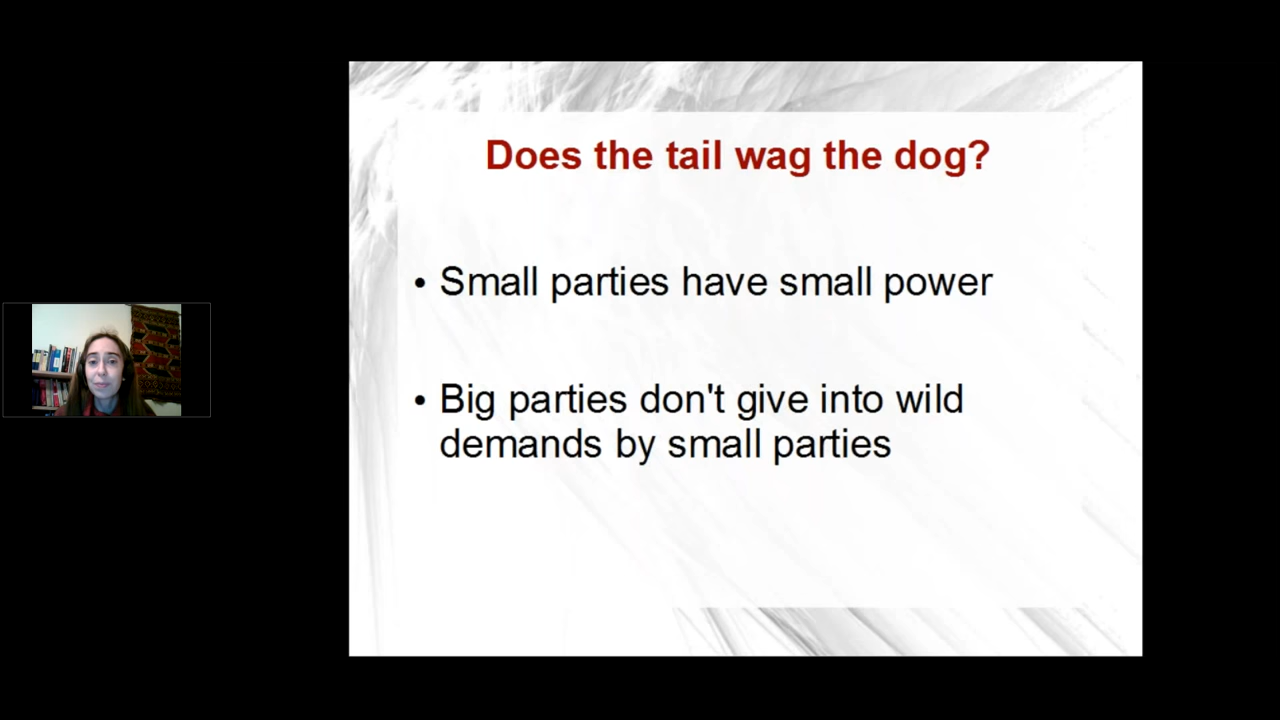 Does the tail wag the dog?
• Small parties have small power
• Big parties don't give into wild
demands by small parties